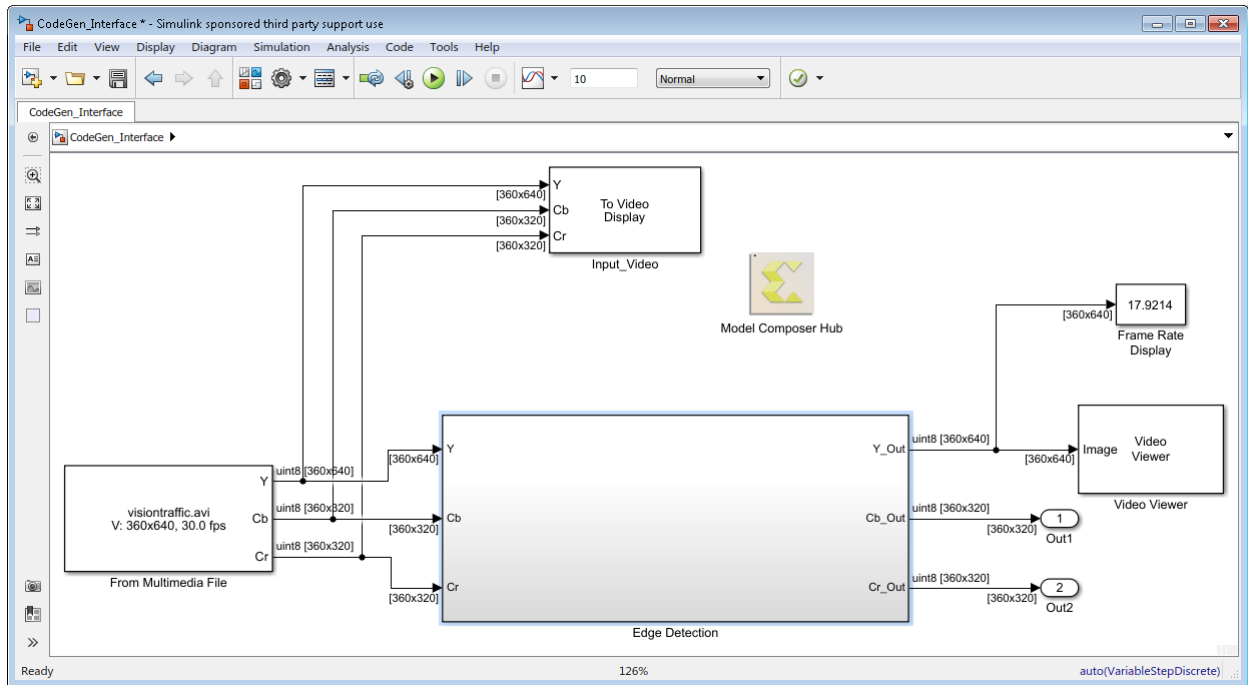 CodeGen_Interface * - Simulink sponsored third party support use
File Edit View Display Diagram Simulation Analysis Code Tools Help
10
Normal
CodeGen_Interface
CodeGen_Interface
Y
Cb
Cr
[360x640]
[360x320]
[360x320]
To Video
Display
Input_Video
Model Composer Hub
17.9214
[360x640]
Frame Rate
Display
visiontraffic.avi
V: 360x640, 30.0 fps
Y
Cb
Cr
From Multimedia File
uint8 [360x640]
uint8 [360x320]
uint8 [360x320]
[360x640]
[360x320]
[360x320]
Y
Cb
Cr
Y_Out
Cb_Out
Cr_Out
Edge Detection
uint8 [360x640]
uint8 [360x320]
uint8 [360x320]
[360x640]
[360x320]
[360x320]
Image
Video
Viewer
Video Viewer
1
Out1
2
Out2
Ready
126%
auto(VariableStepDiscrete)